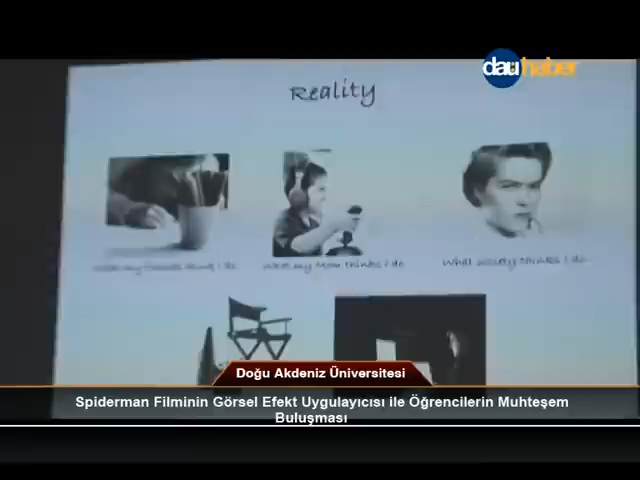 dauhaber
Reality
What my friends think I do
What my Mom thinks I do
What society thinks I do
Doğu Akdeniz Üniversitesi
Spiderman Filminin Görsel Efekt Uygulayıcısı ile Öğrencilerin Muhteşem
Buluşması